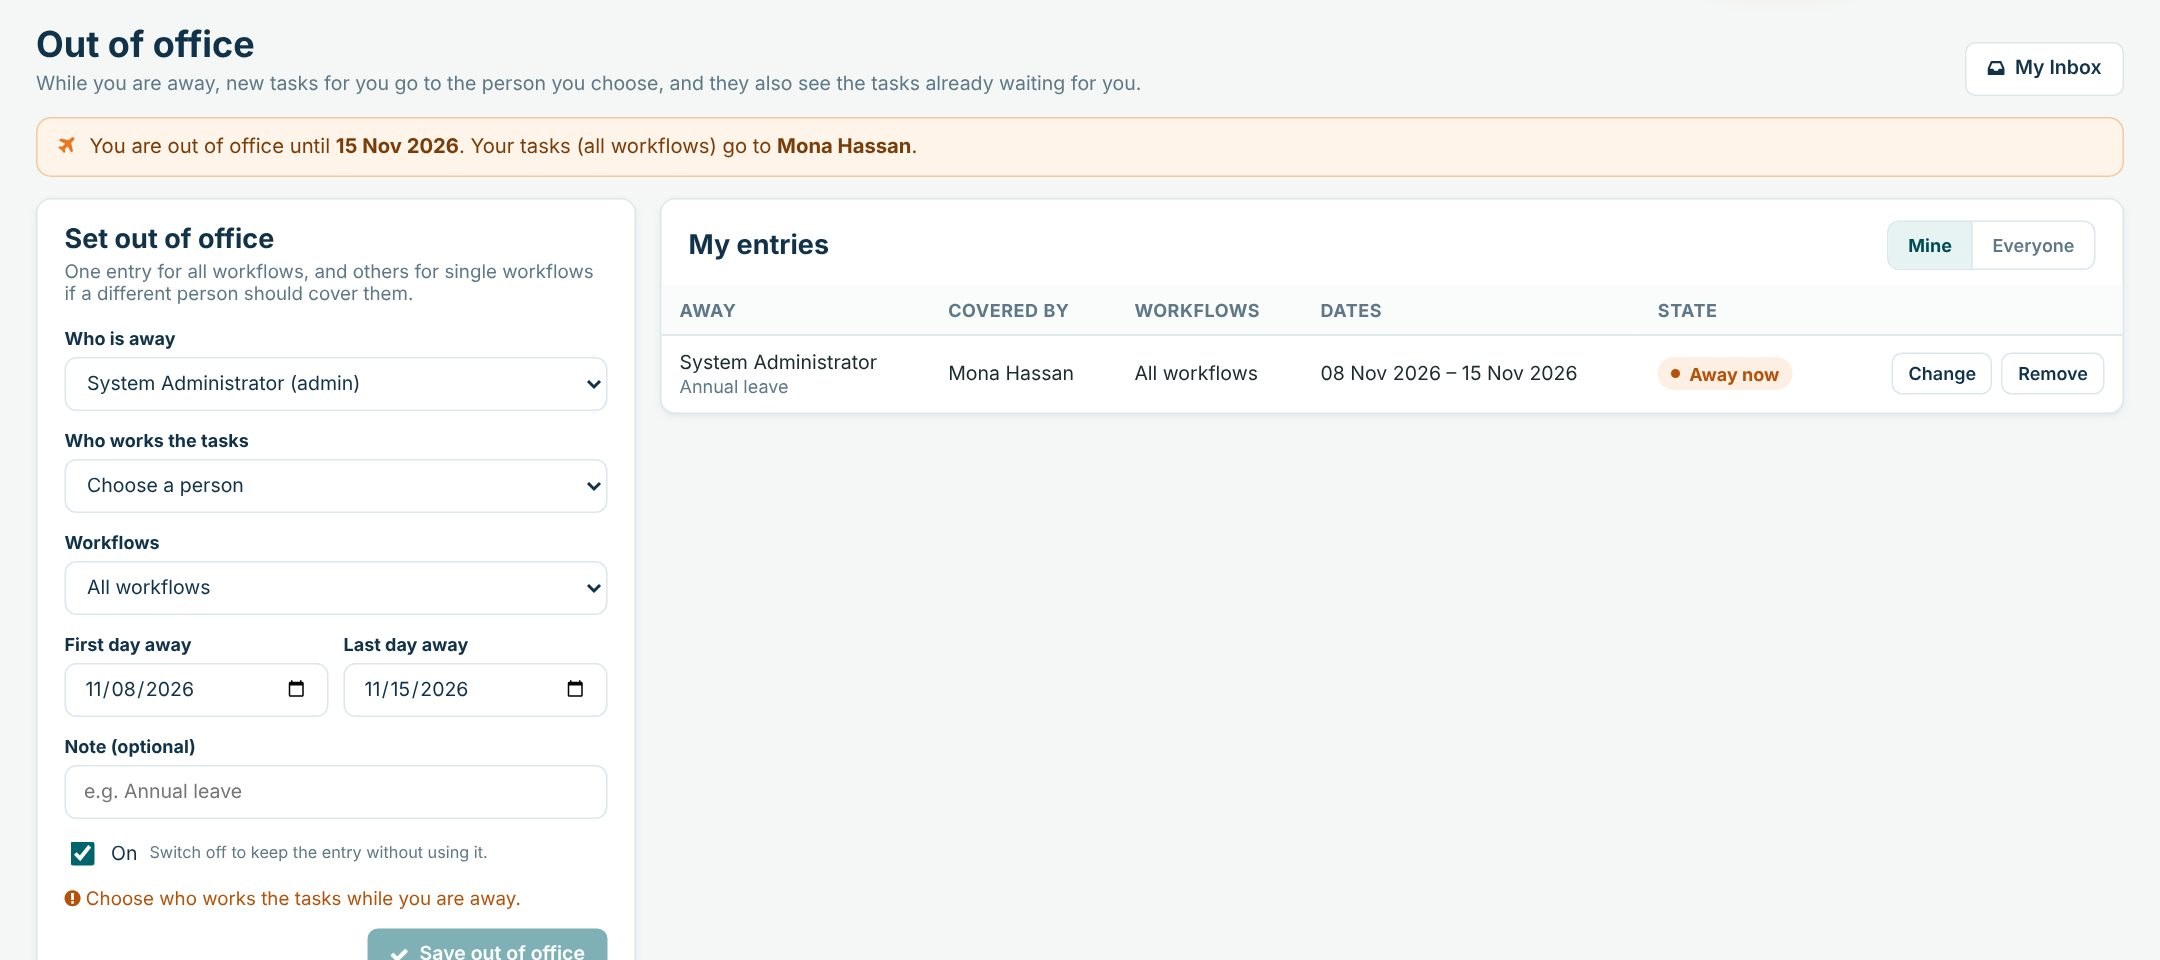 Out of office
While you are away, new tasks for you go to the person you choose, and they also see the tasks already waiting for you.
My Inbox
You are out of office until 15 Nov 2026. Your tasks (all workflows) go to Mona Hassan.
Set out of office
One entry for all workflows, and others for single workflows
if a different person should cover them.
Who is away
System Administrator (admin)
Who works the tasks
Choose a person
Workflows
All workflows
First day away
Last day away
11/08/2026
11/15/2026
Note (optional)
e.g. Annual leave
On Switch off to keep the entry without using it.
Choose who works the tasks while you are away.
Save out of office
My entries
Mine
Everyone
AWAY COVERED BY WORKFLOWS DATES STATE
System Administrator
Annual leave
Mona Hassan
All workflows
08 Nov 2026 – 15 Nov 2026
Away now
Change
Remove